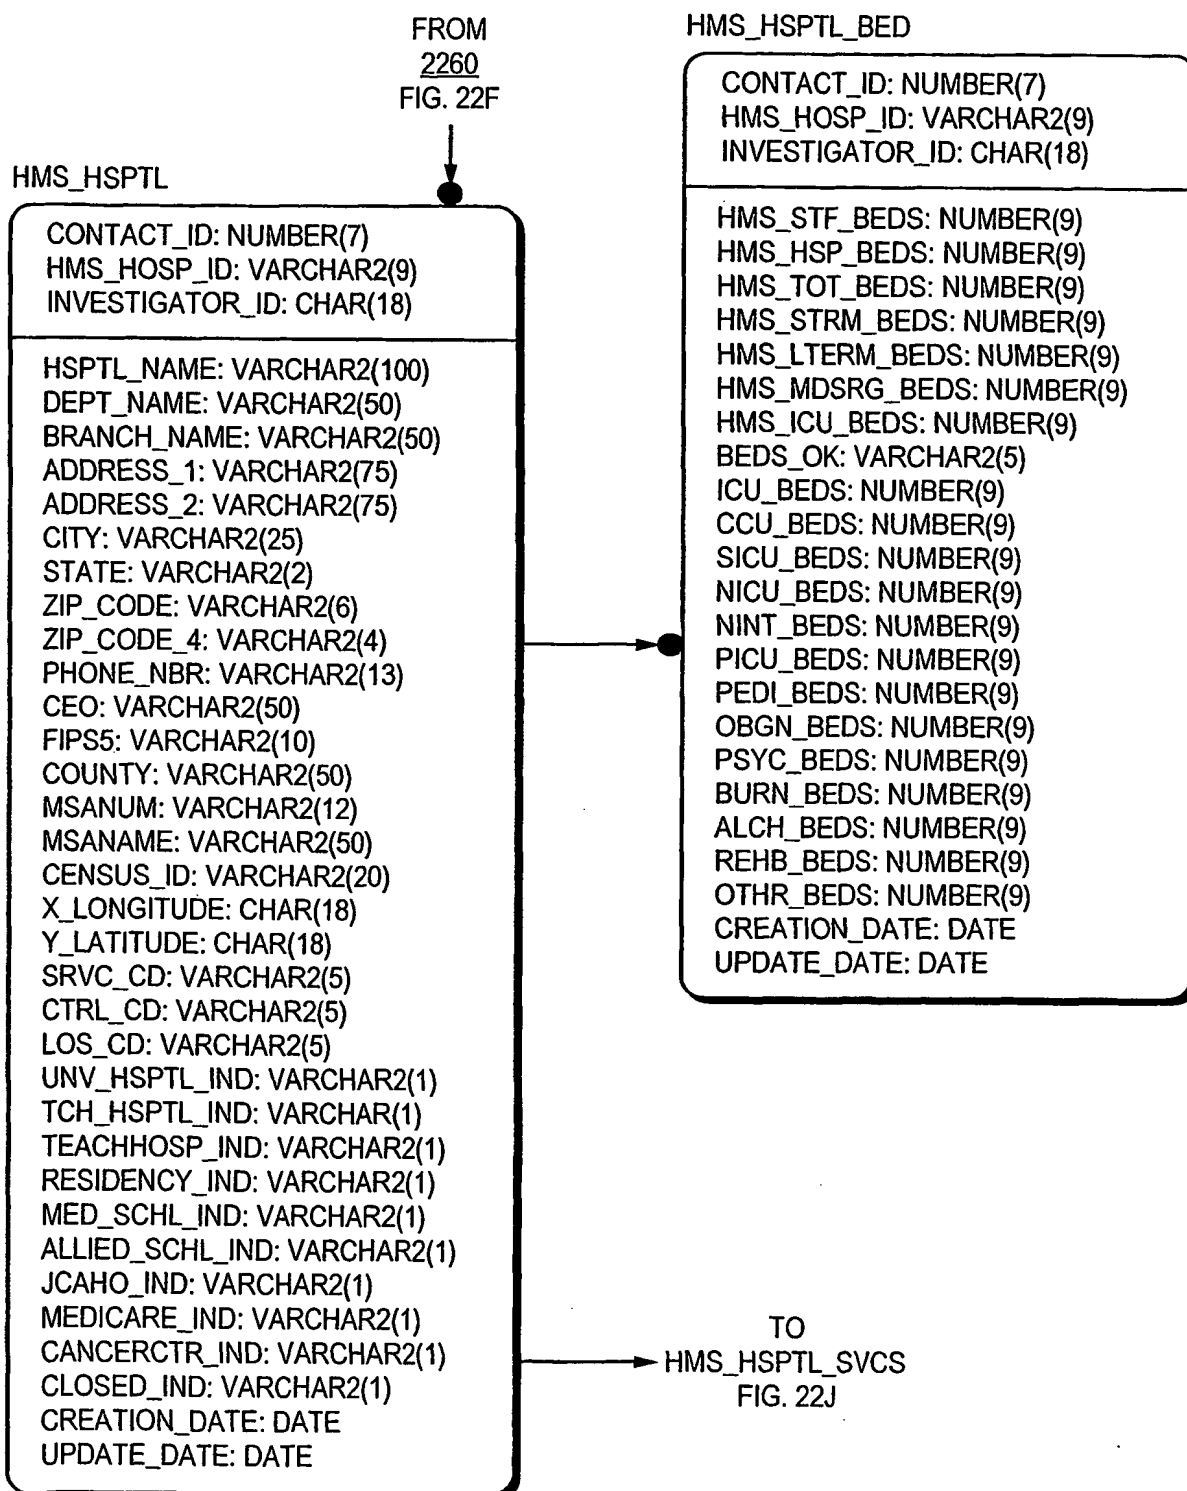 FROM
2260
FIG. 22F
HMS_HSPTL
CONTACT_ID: NUMBER(7)
HMS_HOSP_ID: VARCHAR2(9)
INVESTIGATOR_ID: CHAR(18)
HSPTL_NAME: VARCHAR2(100)
DEPT_NAME: VARCHAR2(50)
BRANCH_NAME: VARCHAR2(50)
ADDRESS_1: VARCHAR2(75)
ADDRESS_2: VARCHAR2(75)
CITY: VARCHAR2(25)
STATE: VARCHAR2(2)
ZIP_CODE: VARCHAR2(6)
ZIP_CODE_4: VARCHAR2(4)
PHONE_NBR: VARCHAR2(13)
CEO: VARCHAR2(50)
FIPS5: VARCHAR2(10)
COUNTY: VARCHAR2(50)
MSANUM: VARCHAR2(12)
MSANAME: VARCHAR2(50)
CENSUS_ID: VARCHAR2(20)
X_LONGITUDE: CHAR(18)
Y_LATITUDE: CHAR(18)
SRVC_CD: VARCHAR2(5)
CTRL_CD: VARCHAR2(5)
LOS_CD: VARCHAR2(5)
UNV_HSPTL_IND: VARCHAR2(1)
TCH_HSPTL_IND: VARCHAR(1)
TEACHHOSP_IND: VARCHAR2(1)
RESIDENCY_IND: VARCHAR2(1)
MED_SCHL_IND: VARCHAR2(1)
ALLIED_SCHL_IND: VARCHAR2(1)
JCAHO_IND: VARCHAR2(1)
MEDICARE_IND: VARCHAR2(1)
CANCERCTR_IND: VARCHAR2(1)
CLOSED_IND: VARCHAR2(1)
CREATION_DATE: DATE
UPDATE_DATE: DATE
HMS_HSPTL_BED
CONTACT_ID: NUMBER(7)
HMS_HOSP_ID: VARCHAR2(9)
INVESTIGATOR_ID: CHAR(18)
HMS_STF_BEDS: NUMBER(9)
HMS_HSP_BEDS: NUMBER(9)
HMS_TOT_BEDS: NUMBER(9)
HMS_STRM_BEDS: NUMBER(9)
HMS_LTERM_BEDS: NUMBER(9)
HMS_MDSRG_BEDS: NUMBER(9)
HMS_ICU_BEDS: NUMBER(9)
BEDS_OK: VARCHAR2(5)
ICU_BEDS: NUMBER(9)
CCU_BEDS: NUMBER(9)
SICU_BEDS: NUMBER(9)
NICU_BEDS: NUMBER(9)
NINT_BEDS: NUMBER(9)
PICU_BEDS: NUMBER(9)
PEDI_BEDS: NUMBER(9)
OBGN_BEDS: NUMBER(9)
PSYC_BEDS: NUMBER(9)
BURN_BEDS: NUMBER(9)
ALCH_BEDS: NUMBER(9)
REHB_BEDS: NUMBER(9)
OTHR_BEDS: NUMBER(9)
CREATION_DATE: DATE
UPDATE_DATE: DATE
TO
HMS_HSPTL_SVCS
FIG. 22J